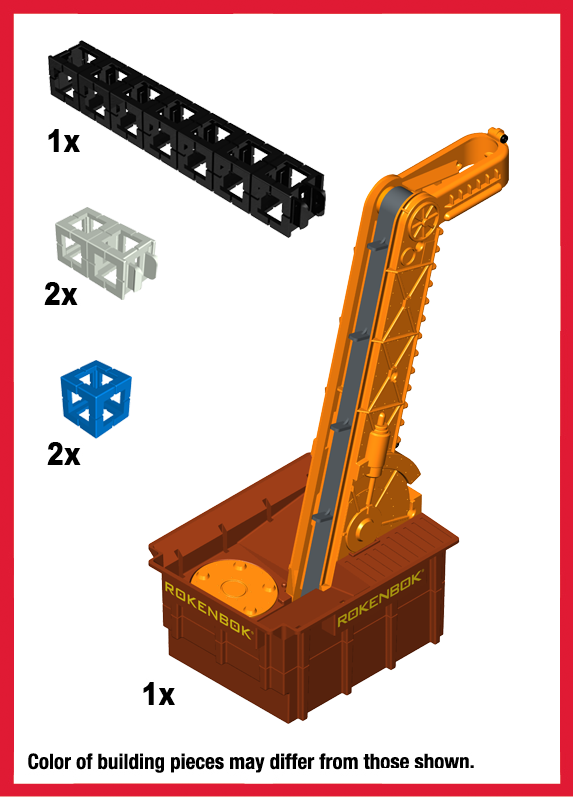 1x
2x
2x
ROKENBOK
ROKENBOK
1x
Color of building pieces may differ from those shown.